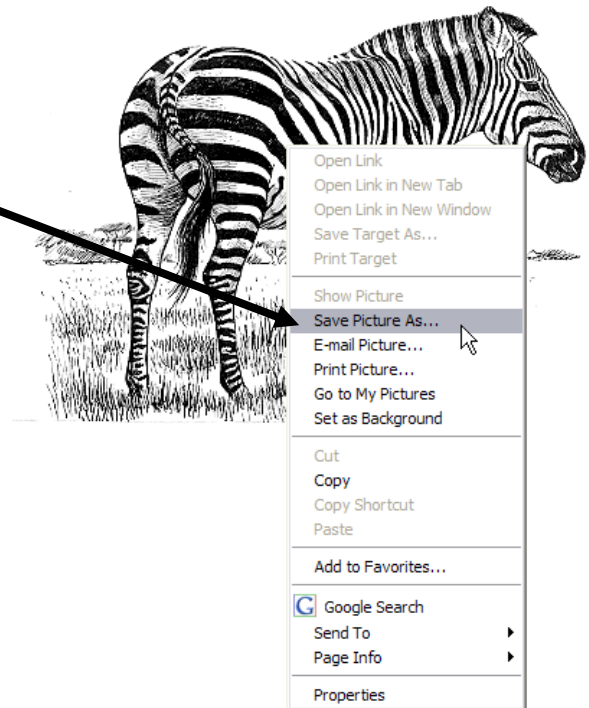 Open Link
Open Link in New Tab
Open Link in New Window
Save Target As...
Print Target
Show Picture
Save Picture As...
E-mail Picture...
Print Picture...
Go to My Pictures
Set as Background
Cut
Copy
Copy Shortcut
Paste
Add to Favorites...
G Google Search
Send To
Page Info
Properties